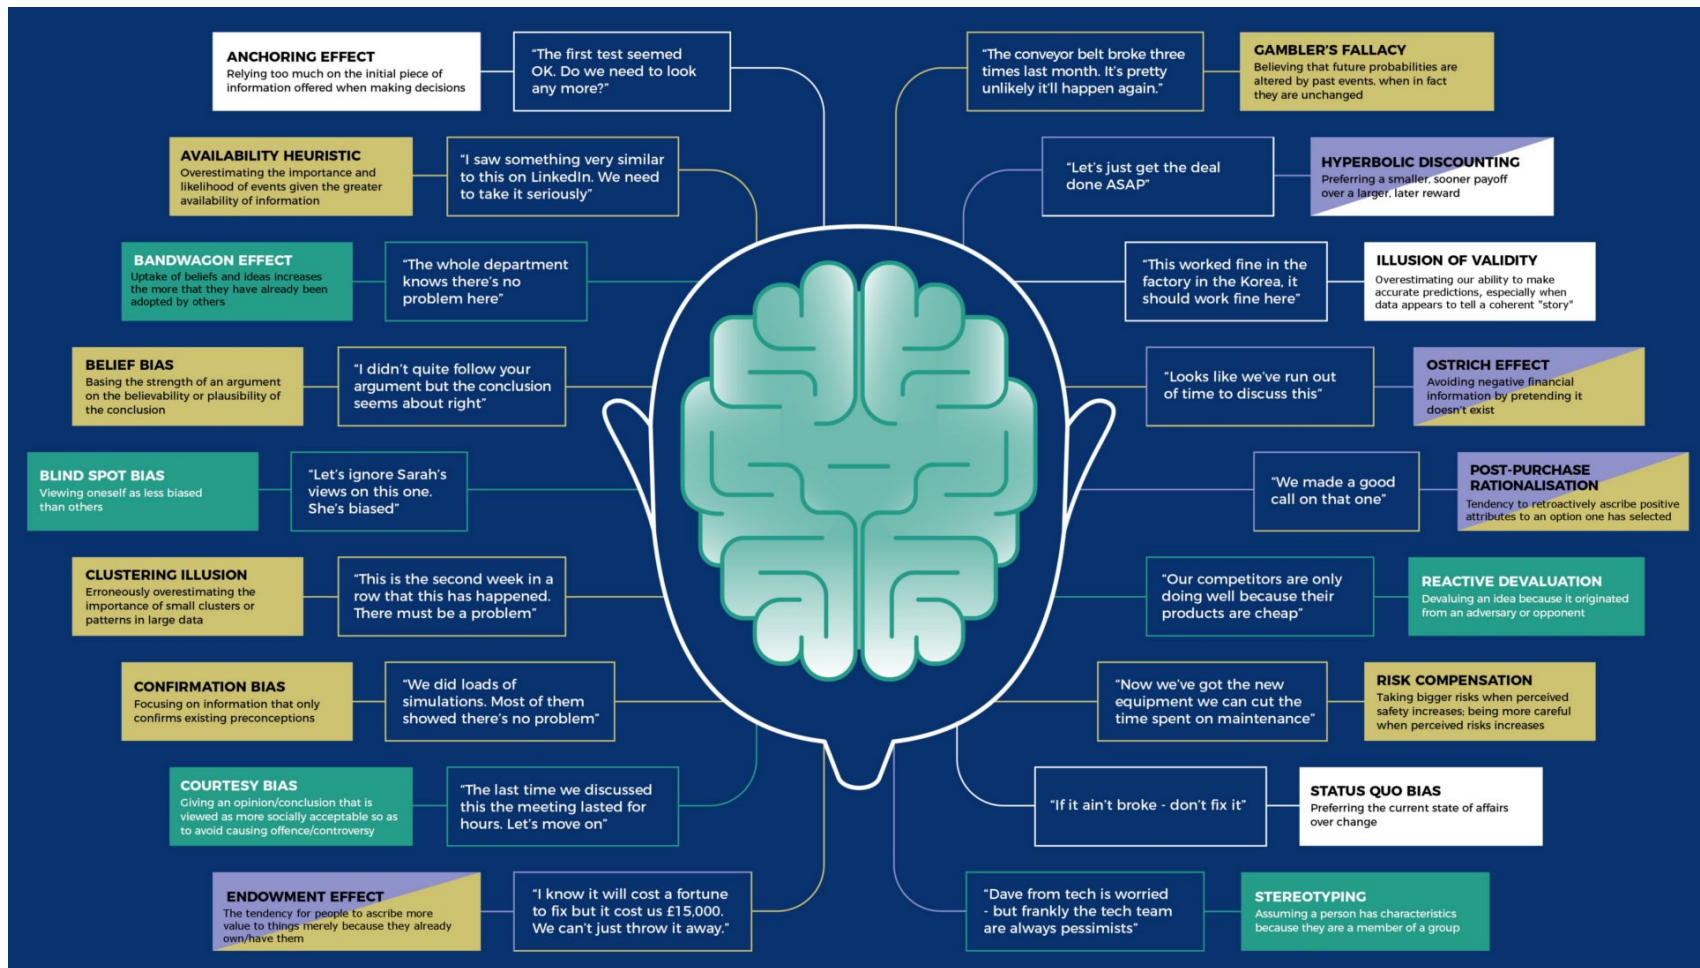 ANCHORING EFFECT
Relying too much on the initial piece of
information offered when making decisions
“The first test seemed
OK. Do we need to look
any more?”
AVAILABILITY HEURISTIC
Overestimating the importance and
likelihood of events given the greater
availability of information
“I saw something very similar
to this on LinkedIn. We need
to take it seriously”
BANDWAGON EFFECT
Uptake of beliefs and ideas increases
the more that they have already been
adopted by others
“The whole department
knows there’s no
problem here”
BELIEF BIAS
Basing the strength of an argument
on the believability or plausibility of
the conclusion
“I didn’t quite follow your
argument but the conclusion
seems about right”
BLIND SPOT BIAS
Viewing oneself as less biased
than others
“Let’s ignore Sarah’s
views on this one.
She’s biased”
CLUSTERING ILLUSION
Erroneously overestimating the
importance of small clusters or
patterns in large data
“This is the second week in a
row that this has happened.
There must be a problem”
CONFIRMATION BIAS
Focusing on information that only
confirms existing preconceptions
“We did loads of
simulations. Most of them
showed there’s no problem”
COURTESY BIAS
Giving an opinion/conclusion that is
viewed as more socially acceptable so as
to avoid causing offence/controversy
“The last time we discussed
this the meeting lasted for
hours. Let’s move on”
ENDOWMENT EFFECT
The tendency for people to ascribe more
value to things merely because they already
own/have them
“I know it will cost a fortune
to fix but it cost us £15,000.
We can’t just throw it away.”
“The conveyor belt broke three
times last month. It’s pretty
unlikely it’ll happen again.”
GAMBLER’S FALLACY
Believing that future probabilities are
altered by past events, when in fact
they are unchanged
“Let’s just get the deal
done ASAP”
HYPERBOLIC DISCOUNTING
Preferring a smaller, sooner payoff
over a larger, later reward
“This worked fine in the
factory in the Korea, it
should work fine here”
ILLUSION OF VALIDITY
Overestimating our ability to make
accurate predictions, especially when
data appears to tell a coherent "story"
“Looks like we’ve run out
of time to discuss this”
OSTRICH EFFECT
Avoiding negative financial
information by pretending it
doesn’t exist
“We made a good
call on that one”
POST-PURCHASE
RATIONALISATION
Tendency to retroactively ascribe positive
attributes to an option one has selected
“Our competitors are only
doing well because their
products are cheap”
REACTIVE DEVALUATION
Devaluing an idea because it originated
from an adversary or opponent
“Now we’ve got the new
equipment we can cut the
time spent on maintenance”
RISK COMPENSATION
Taking bigger risks when perceived
safety increases; being more careful
when perceived risks increases
“If it ain’t broke - don’t fix it”
STATUS QUO BIAS
Preferring the current state of affairs
over change
“Dave from tech is worried
- but frankly the tech team
are always pessimists”
STEREOTYPING
Assuming a person has characteristics
because they are a member of a group